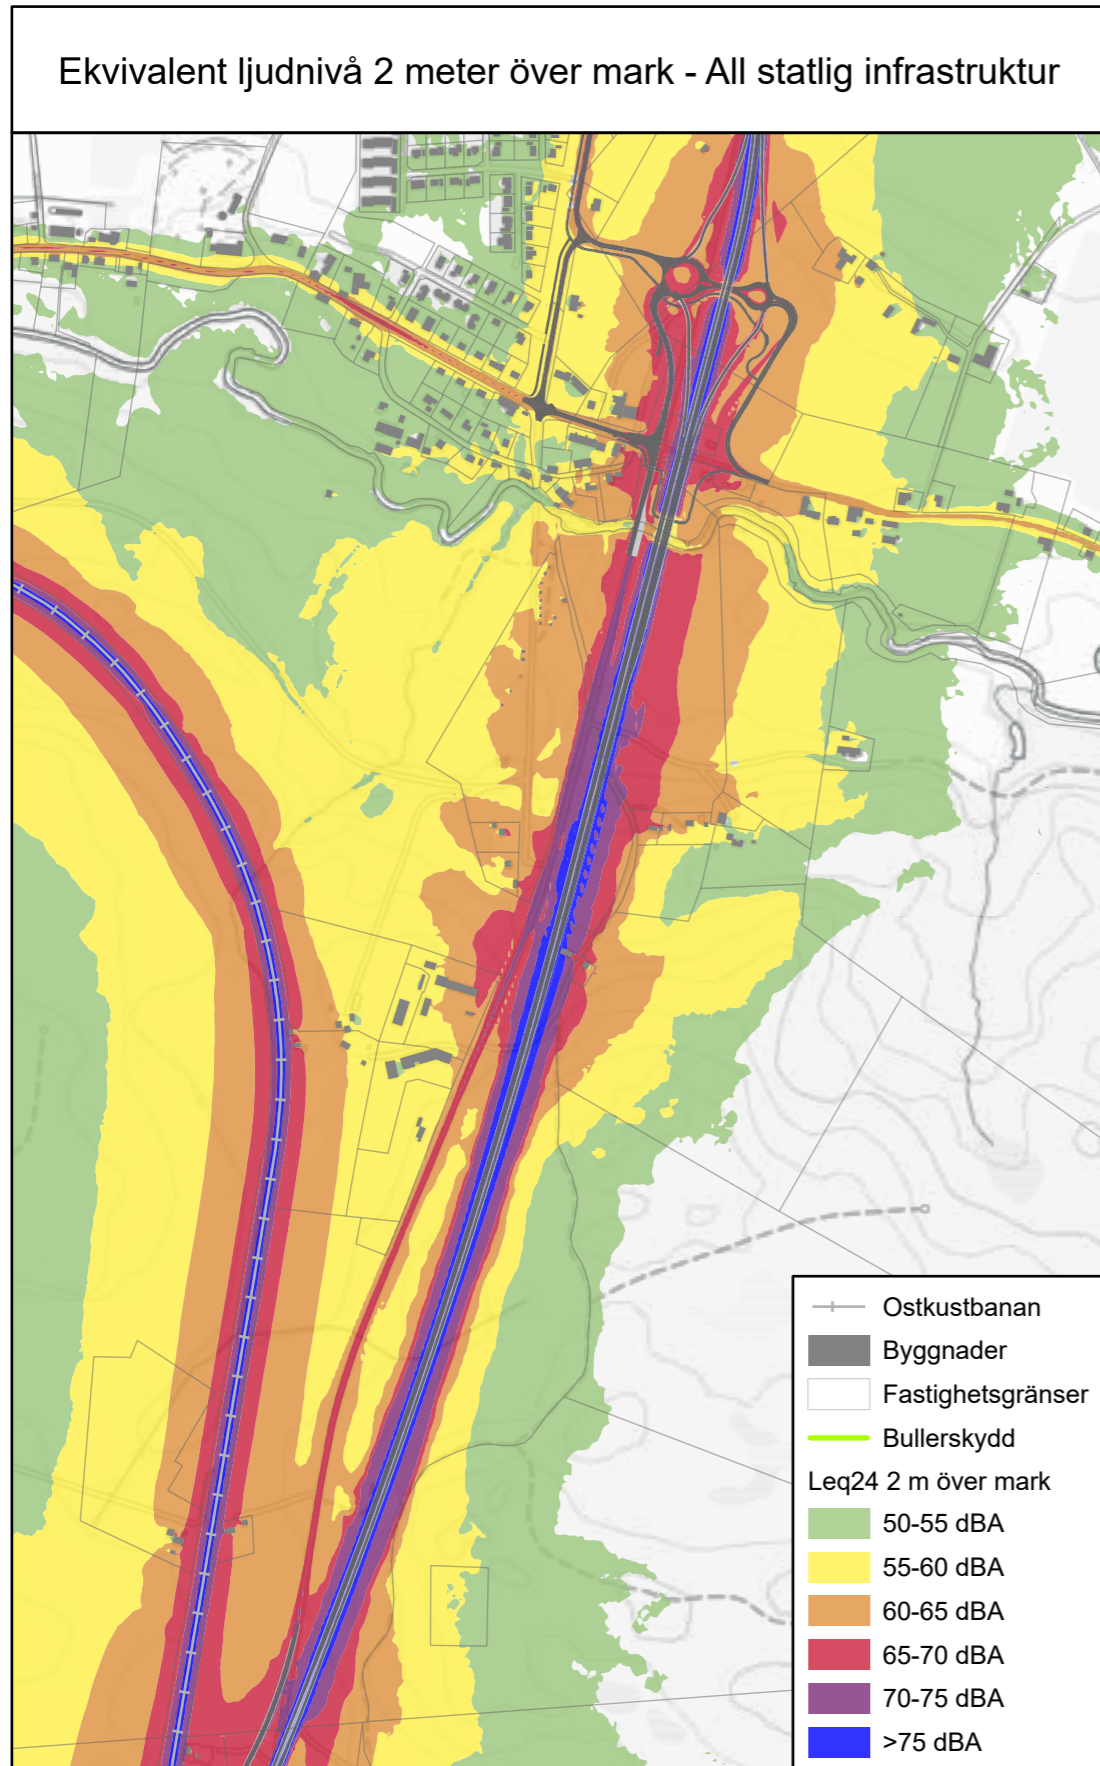 Ekvivalent ljudnivå 2 meter över mark - All statlig infrastruktur
Ostkustbanan
Byggnader
Fastighetsgränser
Bullerskydd
Leq24 2 m över mark
50-55 dBA
55-60 dBA
60-65 dBA
65-70 dBA
70-75 dBA
>75 dBA